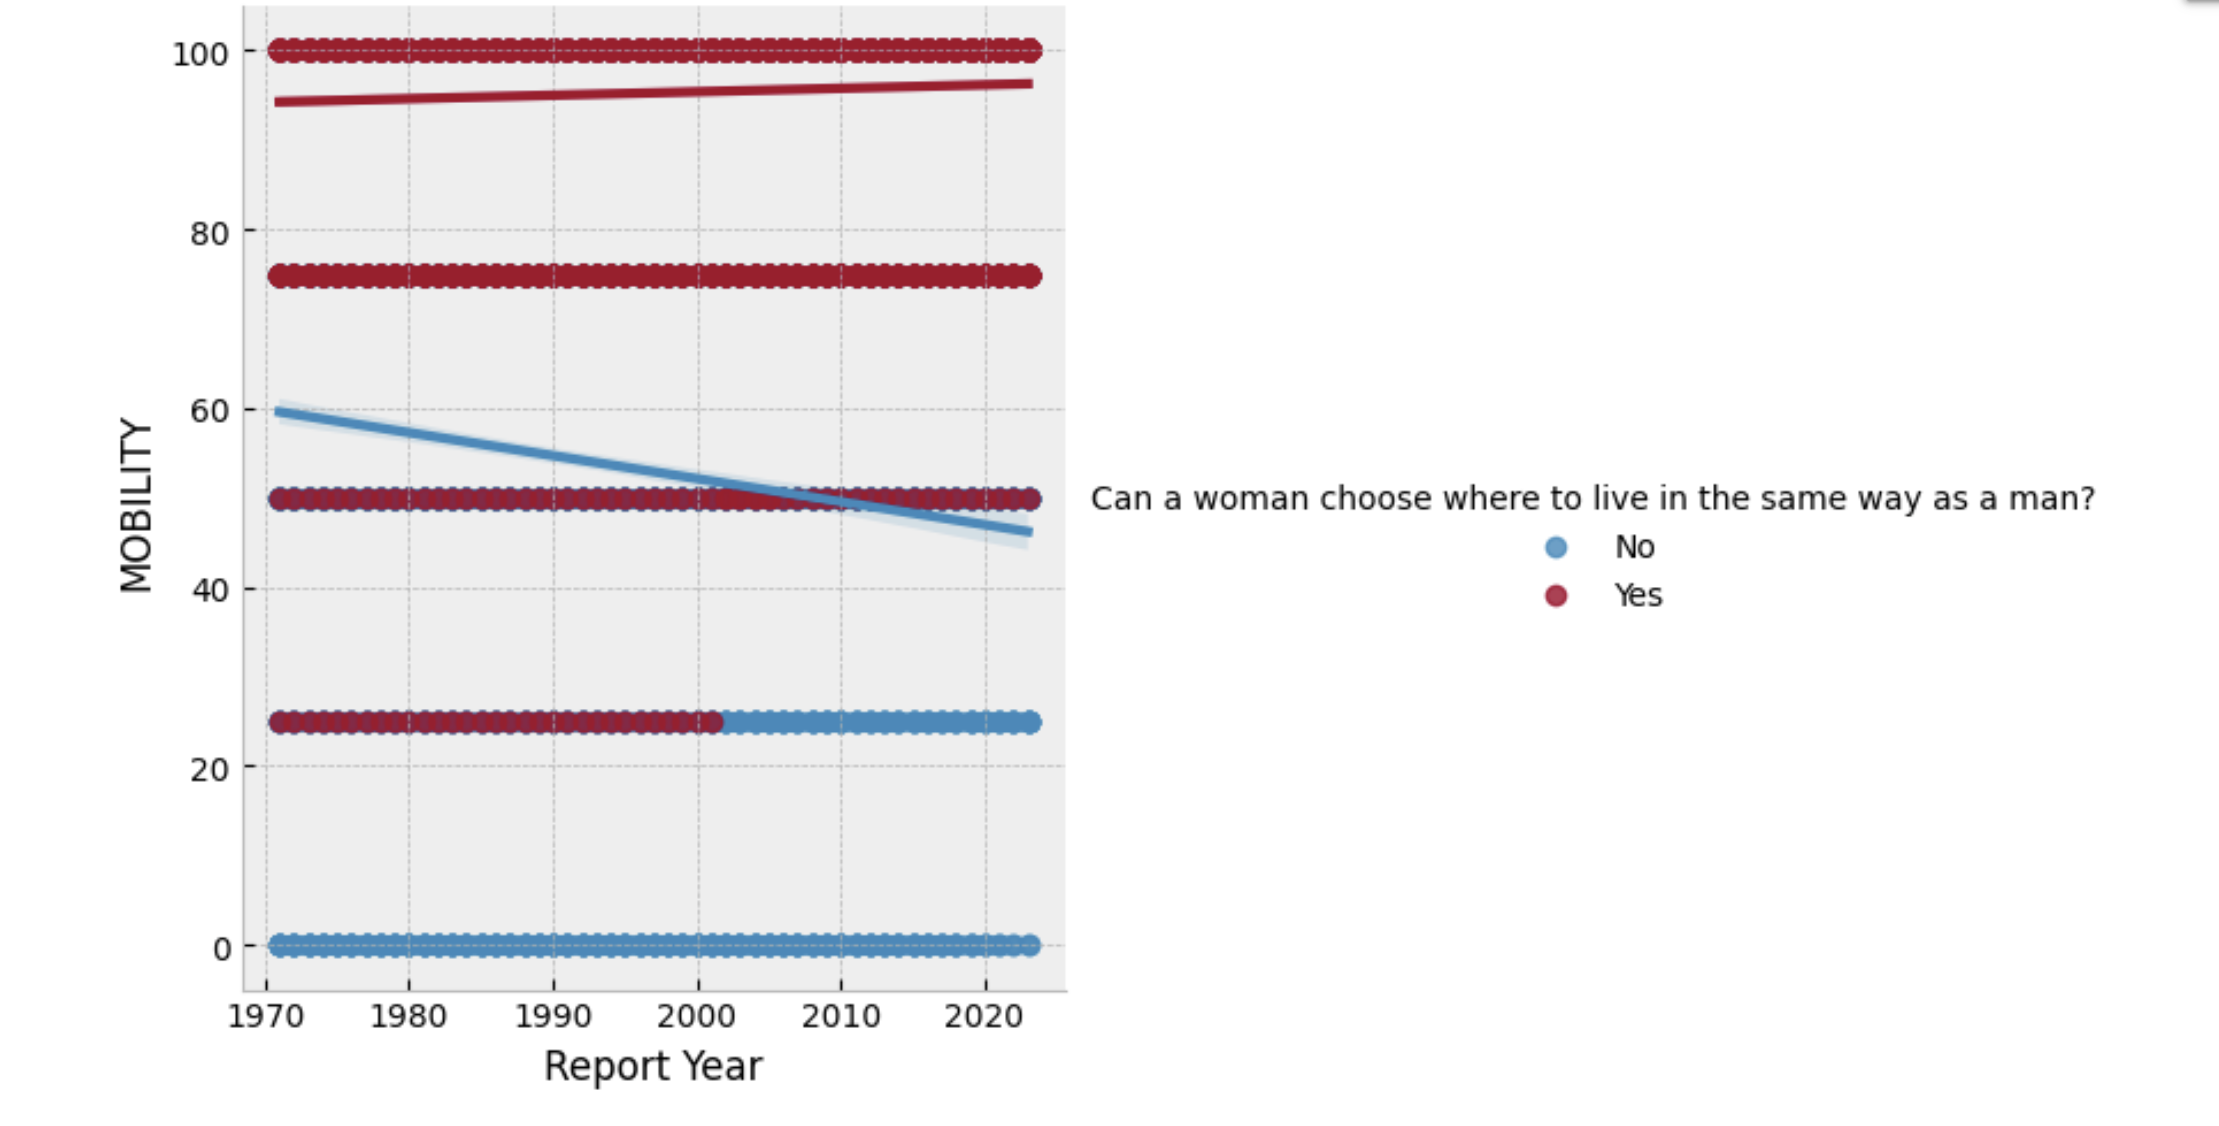 100
80
60
40
20
0
MOBILITY
1970 1980 1990 2000 2010 2020
Report Year
Can a woman choose where to live in the same way as a man?
No
Yes